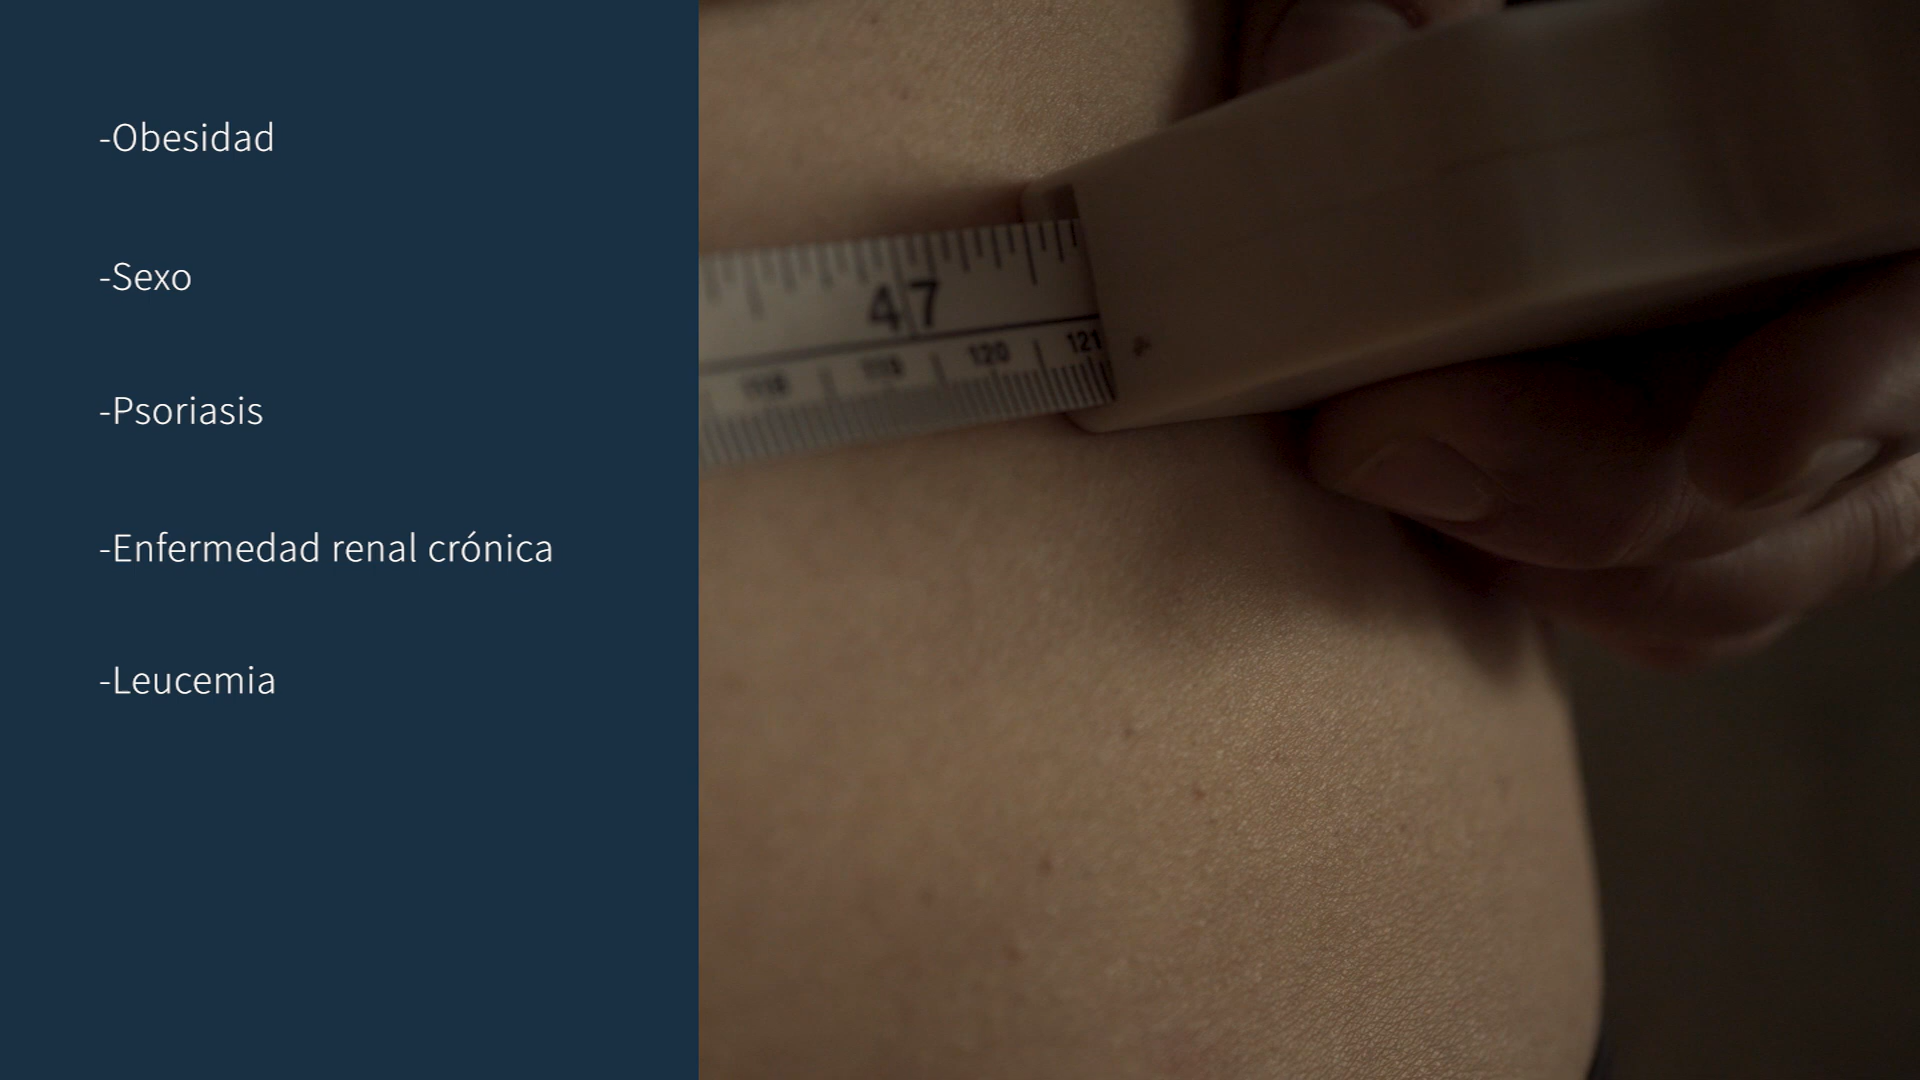 -Obesidad
-Sexo
-Psoriasis
-Enfermedad renal crónica
-Leucemia
47
120 121